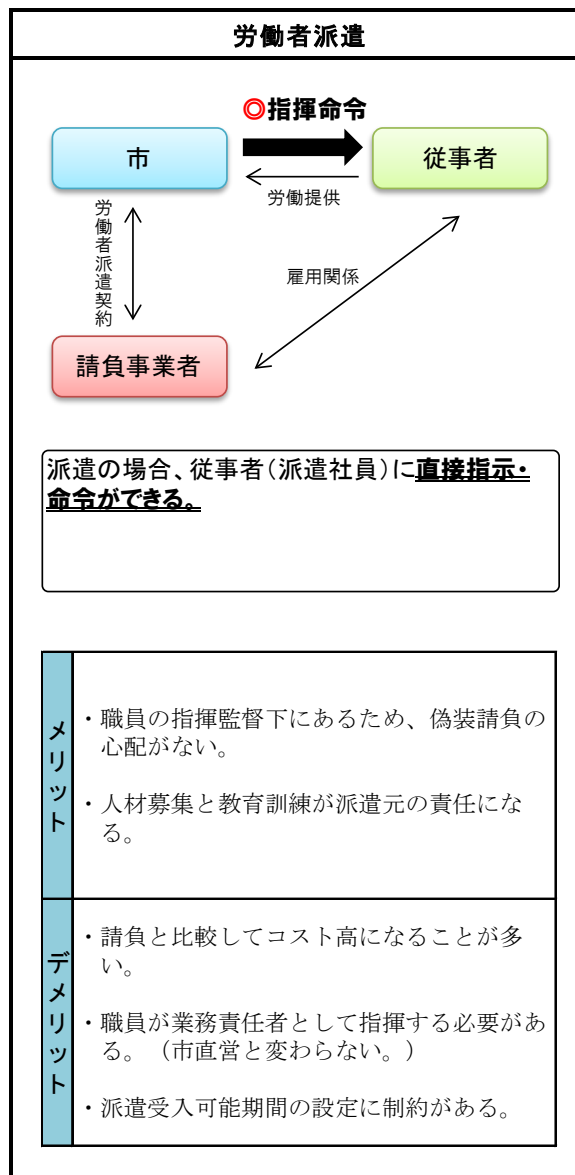 労働者派遣
◎指揮命令
市
従事者
労働提供
労働者派遣契約
雇用関係
請負事業者
派遣の場合、従事者(派遣社員)に直接指示・
命令ができる。
メリット
・職員の指揮監督下にあるため、偽装請負の
心配がない。
・人材募集と教育訓練が派遣元の責任にな
る。
デメリット
・請負と比較してコスト高になることが多
い。
・職員が業務責任者として指揮する必要があ
る。（市直営と変わらない。）
・派遣受入可能期間の設定に制約がある。